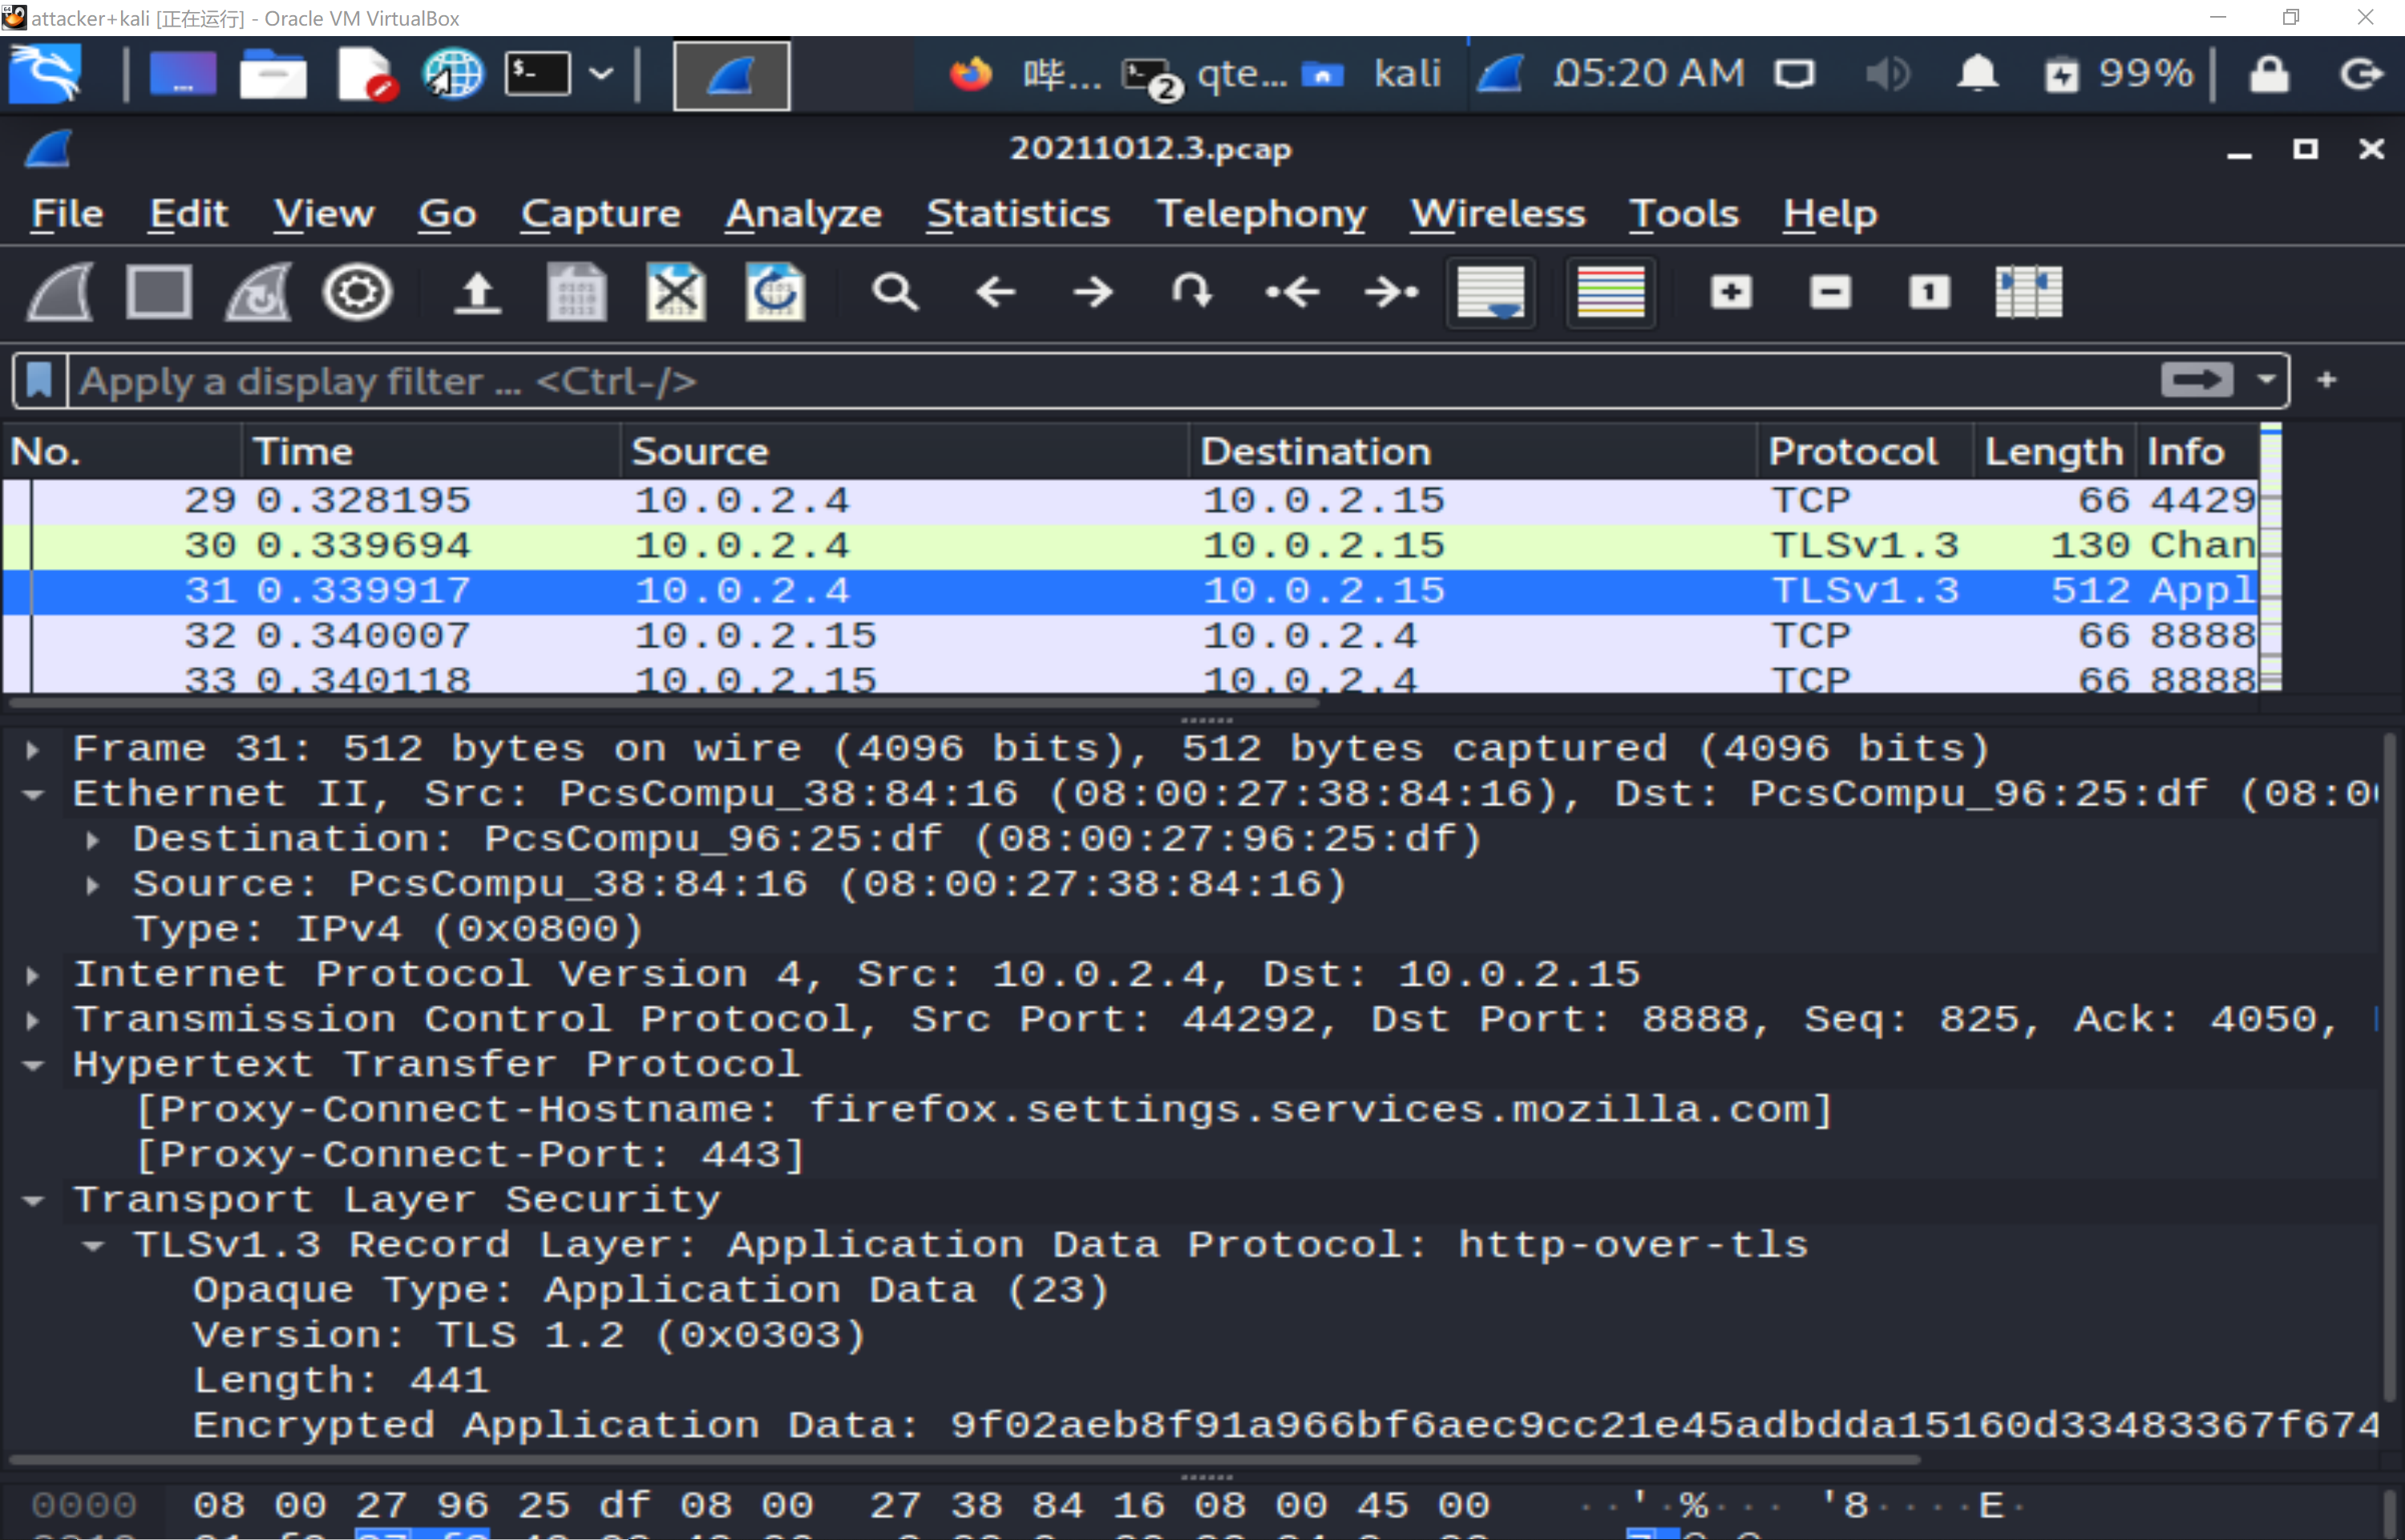 attacker+kali [正在运行] - Oracle VM VirtualBox
$_ 哔... 2 qte... kali 05:20 AM 99%
20211012.3.pcap
File Edit View Go Capture Analyze Statistics Telephony Wireless Tools Help
Apply a display filter ... <Ctrl-/>
No. Time Source Destination Protocol Length Info
29 0.328195 10.0.2.4 10.0.2.15 TCP 66 4429
30 0.339694 10.0.2.4 10.0.2.15 TLSv1.3 130 Chan
31 0.339917 10.0.2.4 10.0.2.15 TLSv1.3 512 Appl
32 0.340007 10.0.2.15 10.0.2.4 TCP 66 8888
33 0.340118 10.0.2.15 10.0.2.4 TCP 66 8888
Frame 31: 512 bytes on wire (4096 bits), 512 bytes captured (4096 bits)
Ethernet II, Src: PcsCompu_38:84:16 (08:00:27:38:84:16), Dst: PcsCompu_96:25:df (08:0
Destination: PcsCompu_96:25:df (08:00:27:96:25:df)
Source: PcsCompu_38:84:16 (08:00:27:38:84:16)
Type: IPv4 (0x0800)
Internet Protocol Version 4, Src: 10.0.2.4, Dst: 10.0.2.15
Transmission Control Protocol, Src Port: 44292, Dst Port: 8888, Seq: 825, Ack: 4050,
Hypertext Transfer Protocol
[Proxy-Connect-Hostname: firefox.settings.services.mozilla.com]
[Proxy-Connect-Port: 443]
Transport Layer Security
TLSv1.3 Record Layer: Application Data Protocol: http-over-tls
Opaque Type: Application Data (23)
Version: TLS 1.2 (0x0303)
Length: 441
Encrypted Application Data: 9f02aeb8f91a966bf6aec9cc21e45adbdda15160d33483367f674
0000 08 00 27 96 25 df 08 00 27 38 84 16 08 00 45 00 ··'·%··· '8····E·